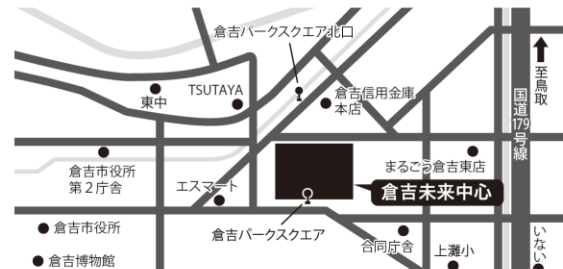 倉吉パークスクエア北口
至鳥取
TSUTAYA
東中
倉吉信用金庫
本店
国道179号線
倉吉市役所
第2庁舎
まるごう倉吉東店
エスマート
倉吉未来中心
倉吉市役所
倉吉パークスクエア
合同庁舎
上灘小
いない
倉吉博物館